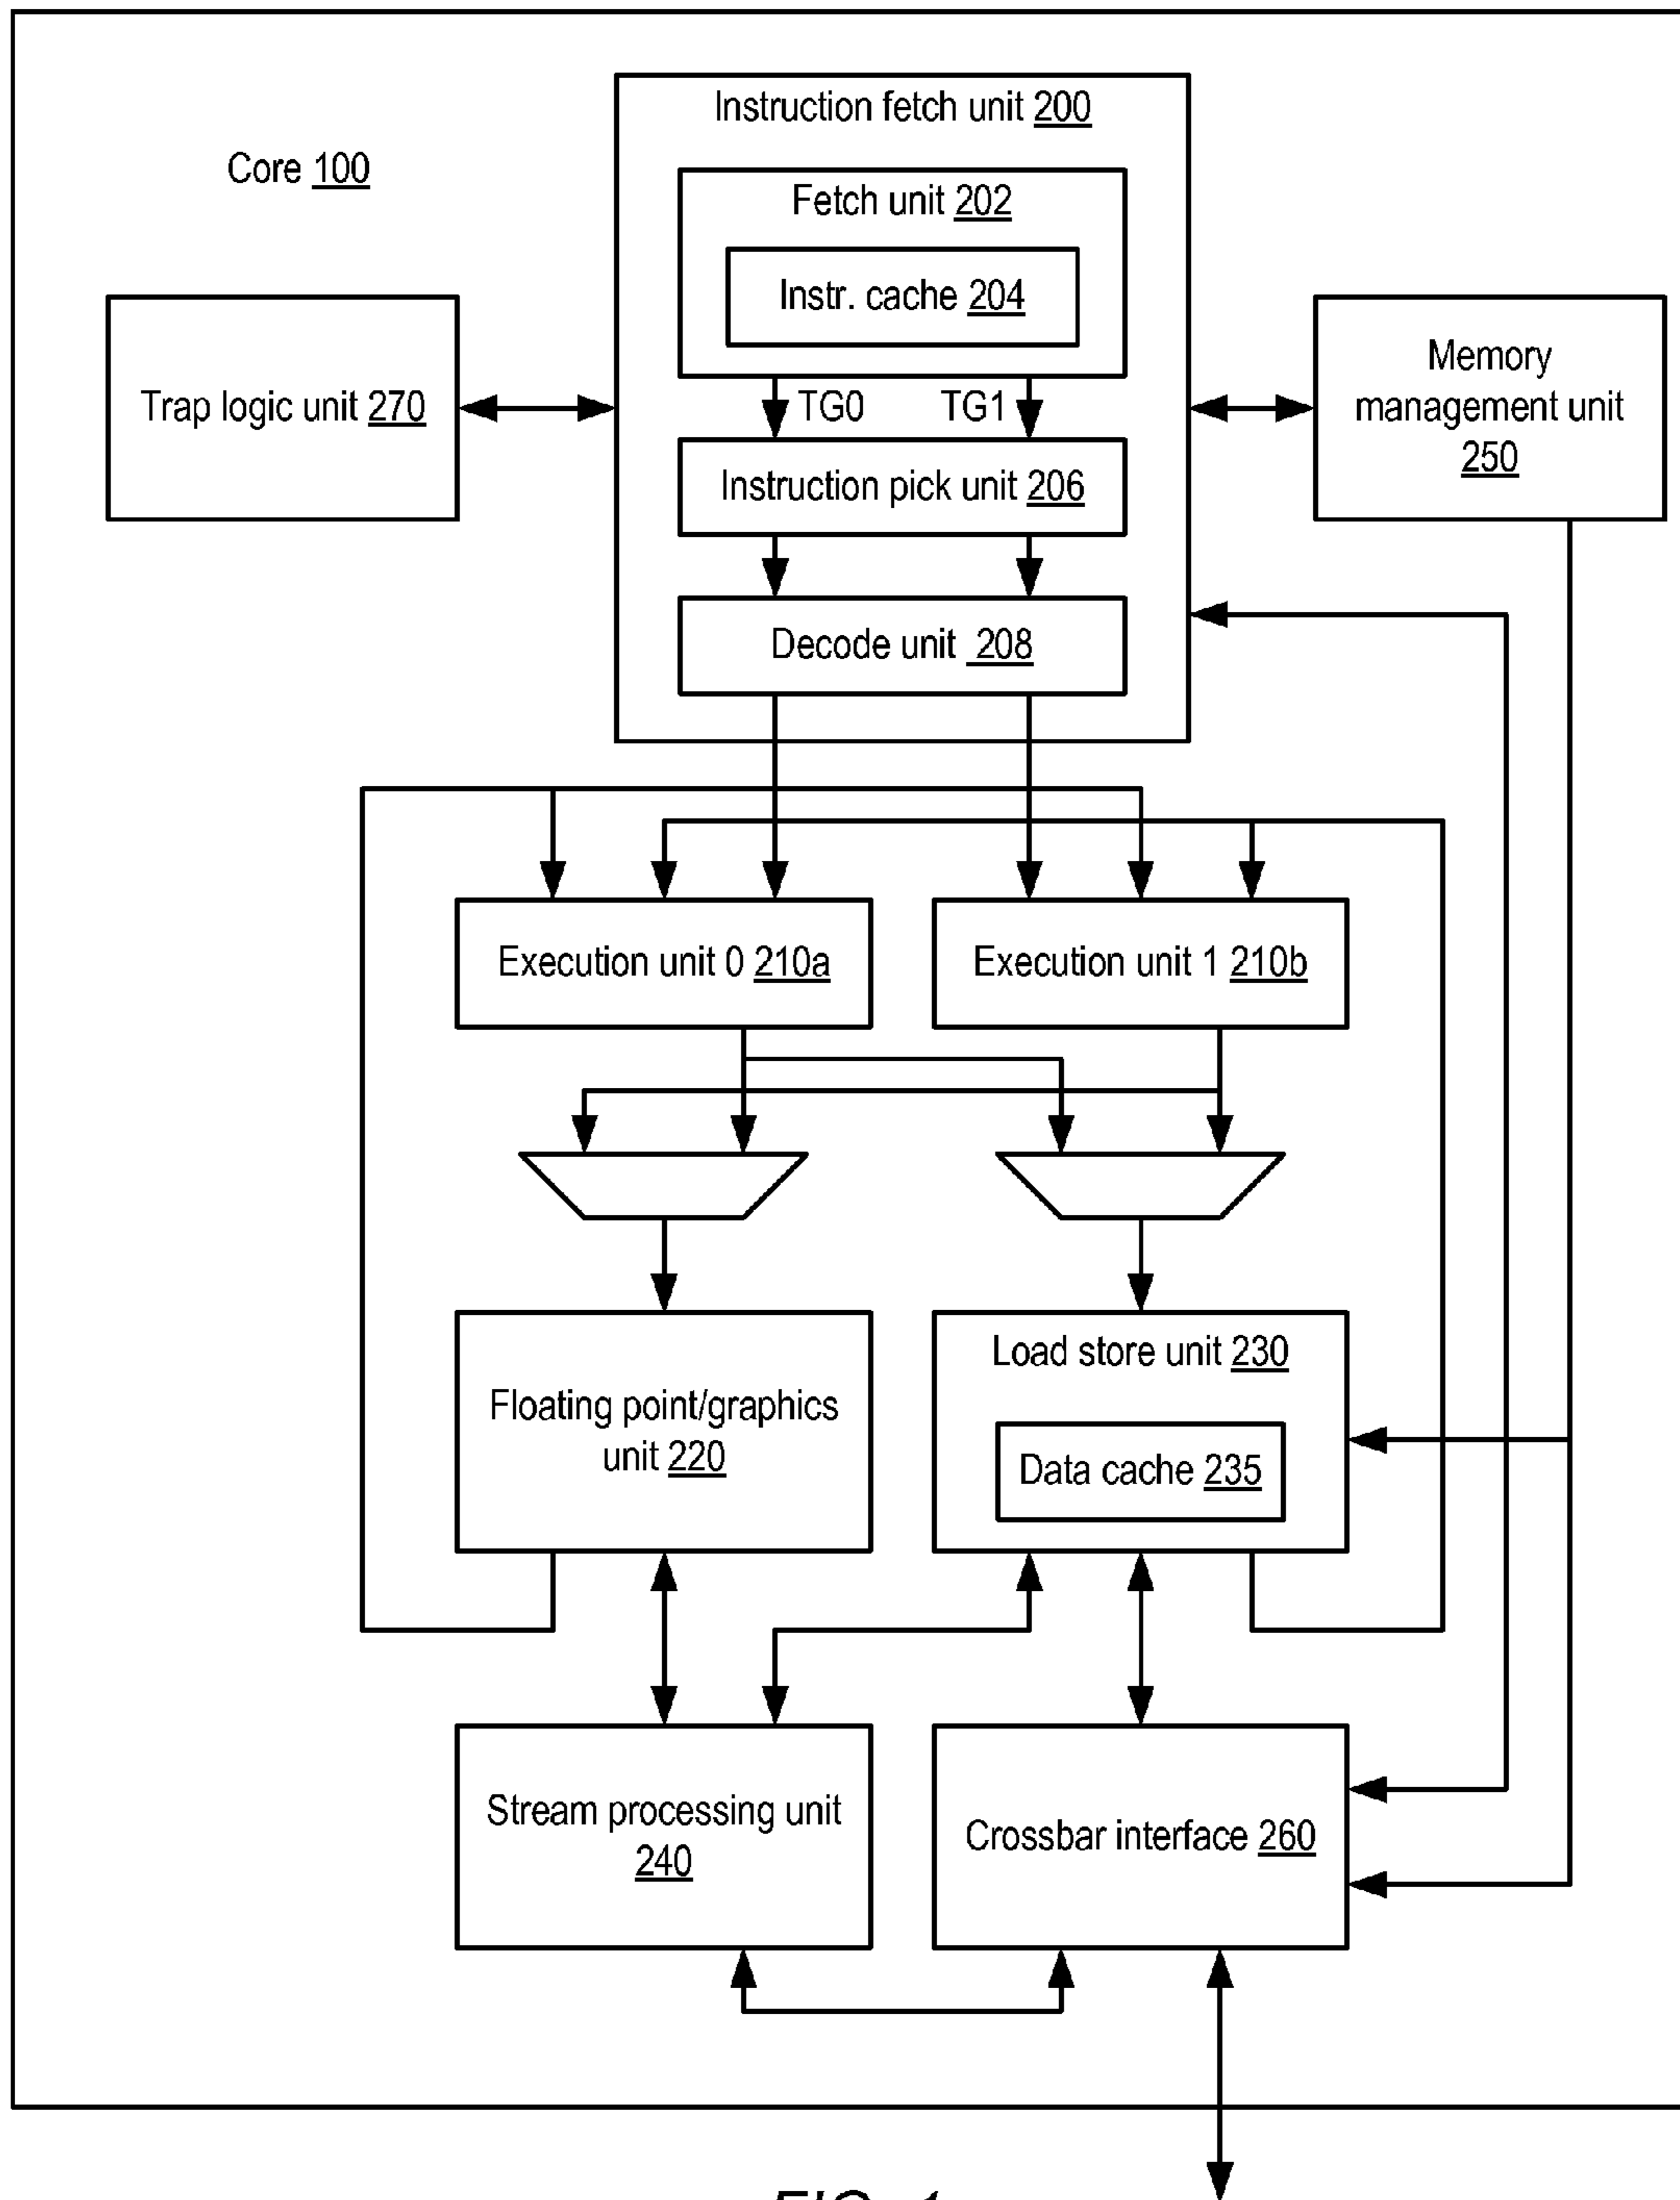 Instruction fetch unit 200
Core 100
Fetch unit 202
Instr. cache 204
Trap logic unit 270
TG0
TG1
Memory
management unit
250
Instruction pick unit 206
Decode unit 208
Execution unit 0 210a
Execution unit 1 210b
Floating point/graphics
unit 220
Load store unit 230
Data cache 235
Stream processing unit
240
Crossbar interface 260